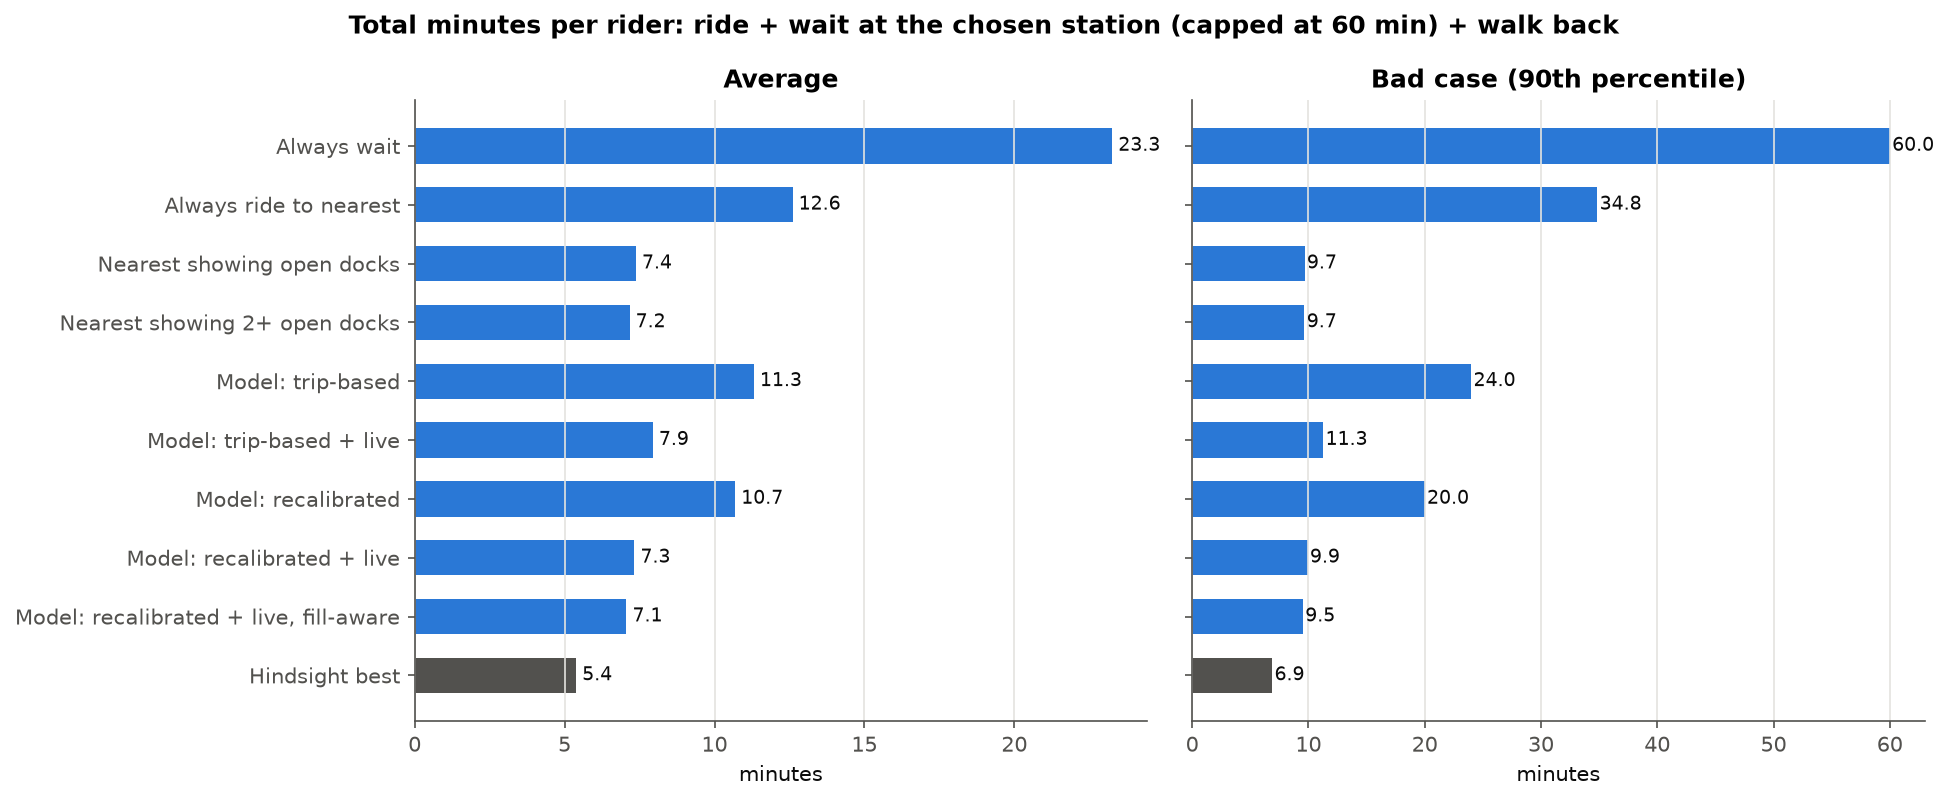 Total minutes per rider: ride + wait at the chosen station (capped at 60 min) + walk back
Average
Bad case (90th percentile)
Always wait 23.3 60.0
Always ride to nearest 12.6 34.8
Nearest showing open docks 7.4 9.7
Nearest showing 2+ open docks 7.2 9.7
Model: trip-based 11.3 24.0
Model: trip-based + live 7.9 11.3
Model: recalibrated 10.7 20.0
Model: recalibrated + live 7.3 9.9
Model: recalibrated + live, fill-aware 7.1 9.5
Hindsight best 5.4 6.9
0 5 10 15 20
0 10 20 30 40 50 60
minutes
minutes